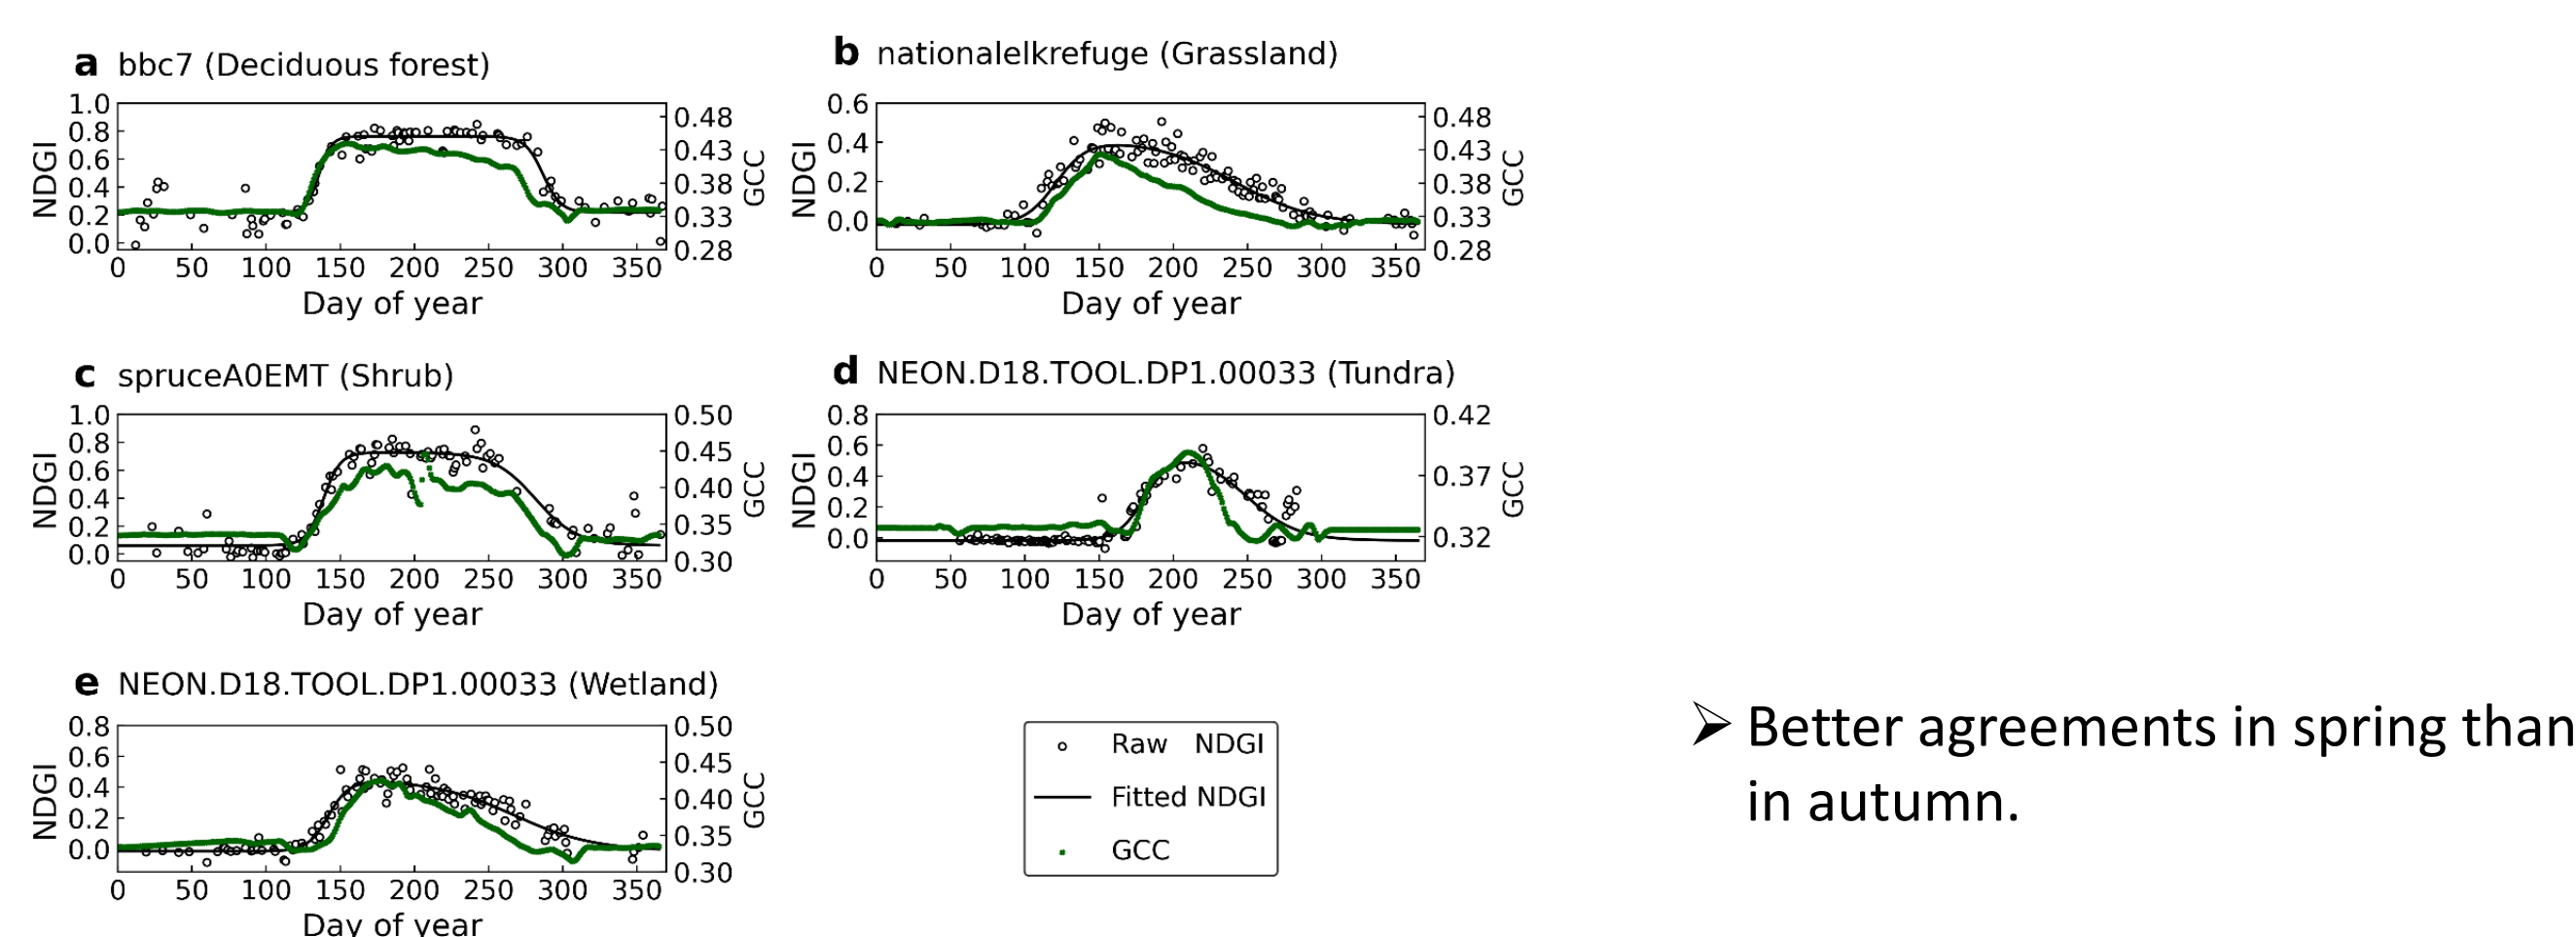 a bbc7 (Deciduous forest)
1.0
0.8
0.6
0.4
0.2
0.0
NDGI
0.48
0.43
0.38
0.33
0.28
GCC
0 50 100 150 200 250 300 350
Day of year
b nationalelkrefuge (Grassland)
0.6
0.4
0.2
0.0
NDGI
0.48
0.43
0.38
0.33
0.28
GCC
0 50 100 150 200 250 300 350
Day of year
c spruceA0EMT (Shrub)
1.0
0.8
0.6
0.4
0.2
0.0
NDGI
0.50
0.45
0.40
0.35
0.30
GCC
0 50 100 150 200 250 300 350
Day of year
d NEON.D18.TOOL.DP1.00033 (Tundra)
0.8
0.6
0.4
0.2
0.0
NDGI
0.42
0.37
0.32
GCC
0 50 100 150 200 250 300 350
Day of year
e NEON.D18.TOOL.DP1.00033 (Wetland)
0.8
0.6
0.4
0.2
0.0
NDGI
0.50
0.45
0.40
0.35
0.30
GCC
0 50 100 150 200 250 300 350
Day of year
Raw NDGI
Fitted NDGI
GCC
➢ Better agreements in spring than
in autumn.